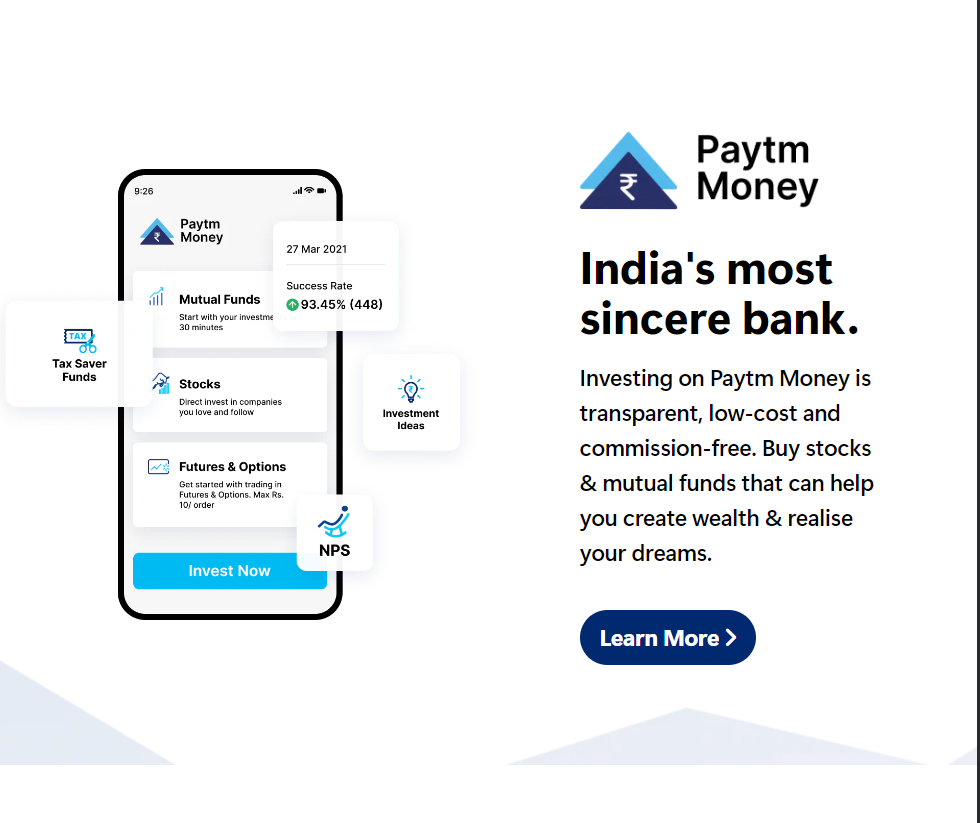 9:26
Paytm
Money
27 Mar 2021
Success Rate
93.45% (448)
Mutual Funds
Start with your investme
30 minutes
TAX
Tax Saver
Funds
Stocks
Direct invest in companies
you love and follow
Investment
Ideas
Futures & Options
Get started with trading in
Futures & Options. Max Rs.
10/ order
NPS
Invest Now
₹ Paytm
Money
India's most
sincere bank.
Investing on Paytm Money is
transparent, low-cost and
commission-free. Buy stocks
& mutual funds that can help
you create wealth & realise
your dreams.
Learn More